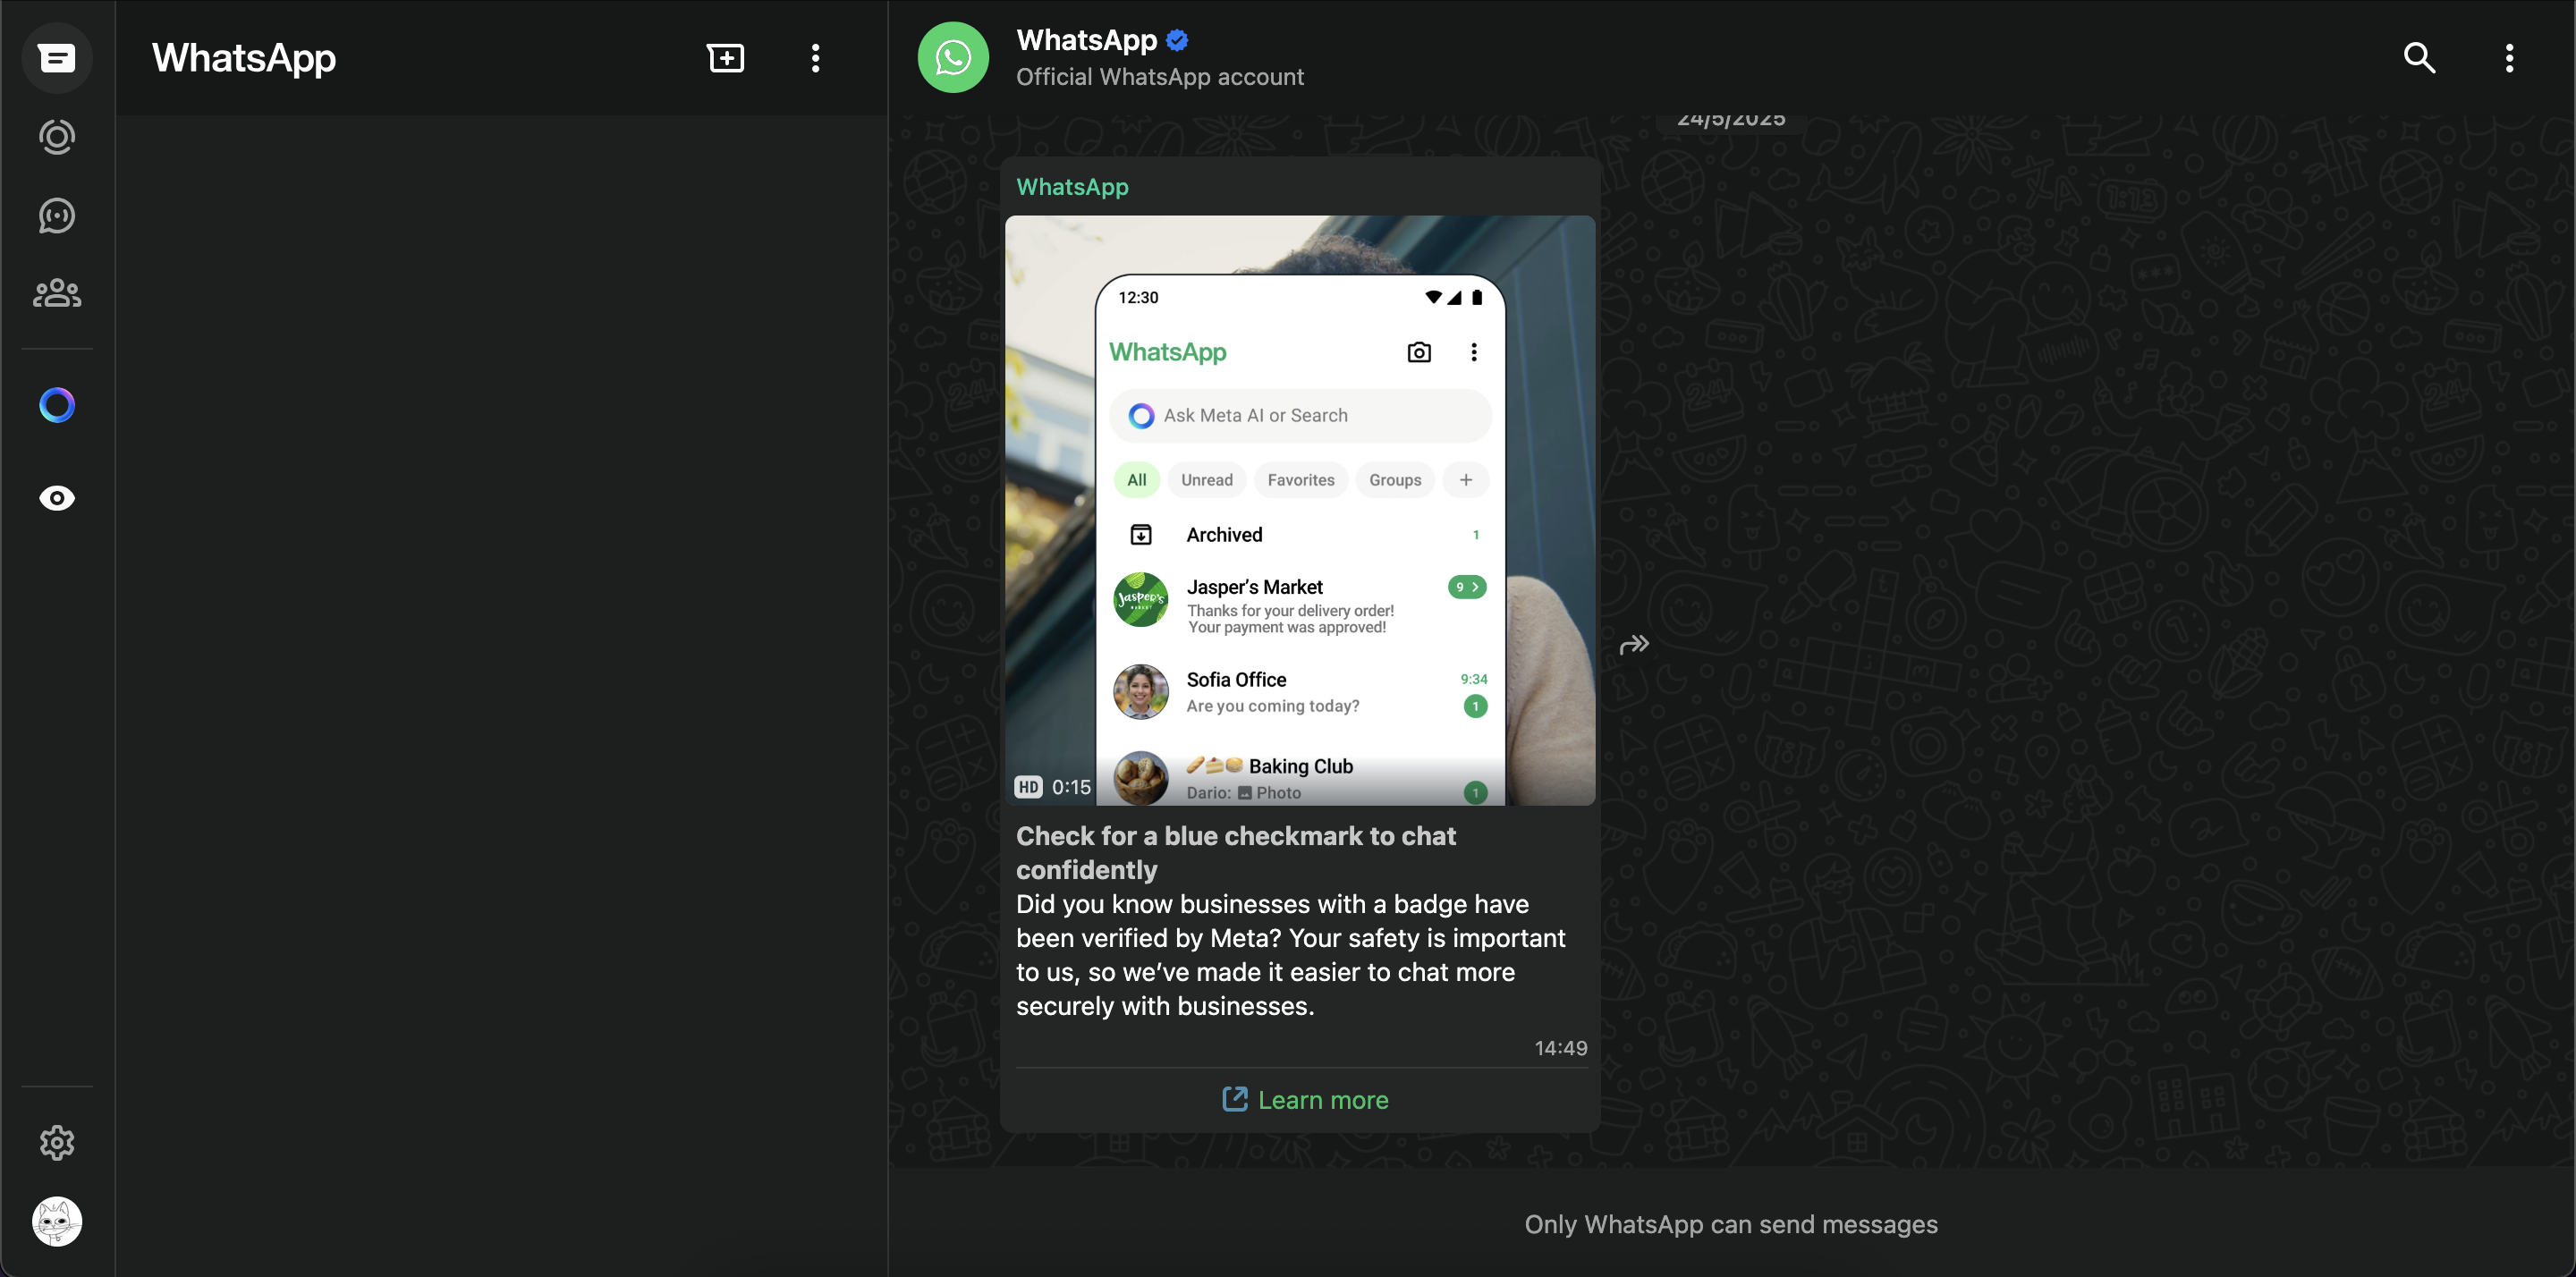 WhatsApp
WhatsApp
Official WhatsApp account
24/5/2025
WhatsApp
12:30
WhatsApp
Ask Meta AI or Search
All Unread Favorites Groups +
Archived 1
Jasper's Market 9
Thanks for your delivery order!
Your payment was approved!
Jasper's
MARKET
Sofia Office 9:34
Are you coming today? 1
🥖🍰🥞 Baking Club
Dario: Photo 1
HD 0:15
Check for a blue checkmark to chat
confidently
Did you know businesses with a badge have
been verified by Meta? Your safety is important
to us, so we’ve made it easier to chat more
securely with businesses.
14:49
Learn more
Only WhatsApp can send messages